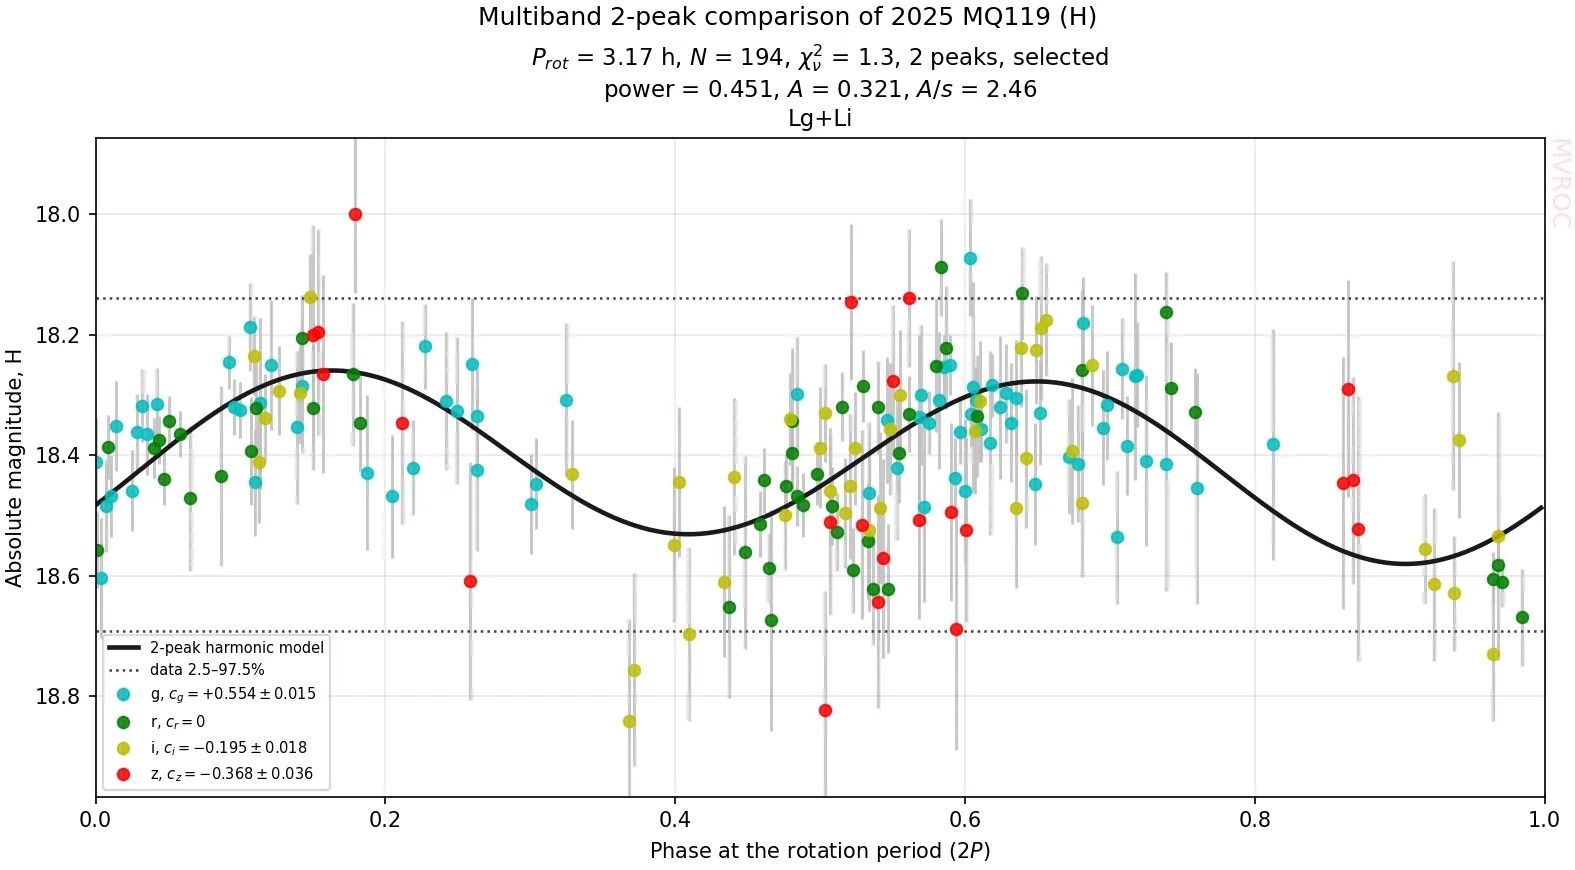 Multiband 2-peak comparison of 2025 MQ119 (H)
P_rot = 3.17 h, N = 194, χ²_ν = 1.3, 2 peaks, selected
power = 0.451, A = 0.321, A/s = 2.46
Lg+Li
MVROC
Absolute magnitude, H
18.0
18.2
18.4
18.6
18.8
2-peak harmonic model
data 2.5–97.5%
g, c_g = +0.554 ± 0.015
r, c_r = 0
i, c_i = −0.195 ± 0.018
z, c_z = −0.368 ± 0.036
0.0 0.2 0.4 0.6 0.8 1.0
Phase at the rotation period (2P)